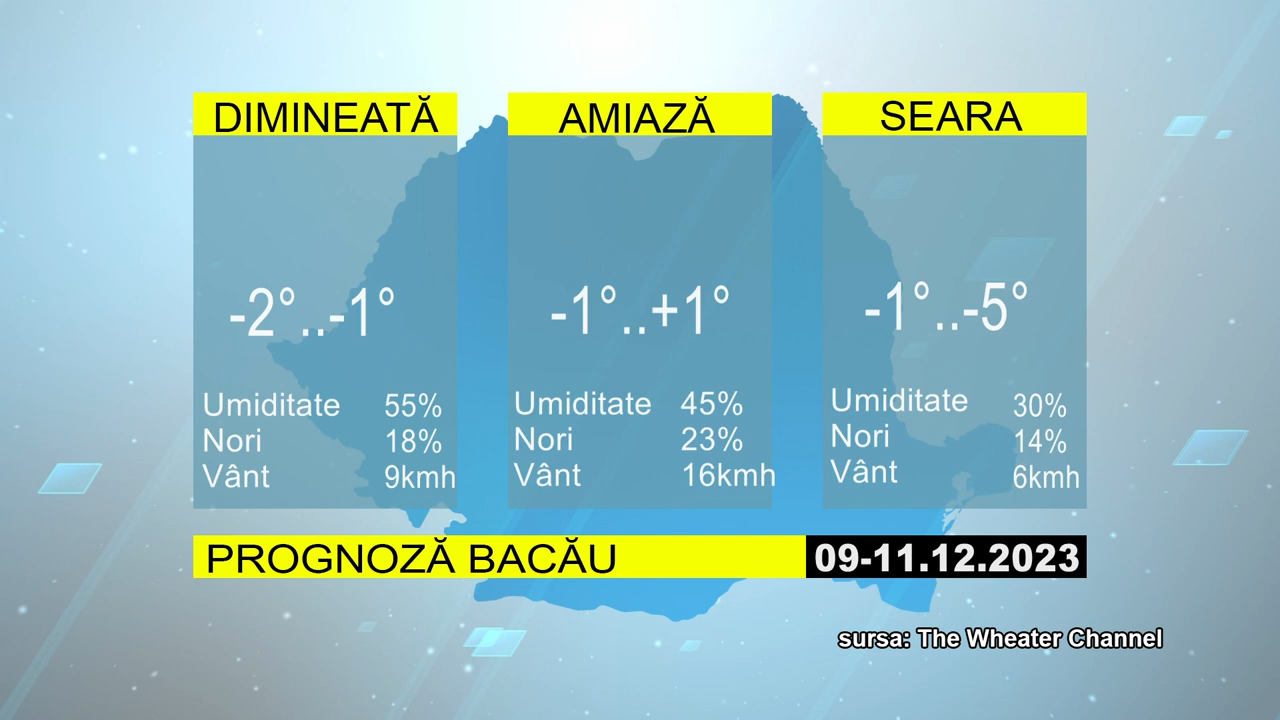 DIMINEATĂ
-2°..-1°
Umiditate 55%
Nori 18%
Vânt 9kmh
AMIAZĂ
-1°..+1°
Umiditate 45%
Nori 23%
Vânt 16kmh
SEARA
-1°..-5°
Umiditate 30%
Nori 14%
Vânt 6kmh
PROGNOZĂ BACĂU 09-11.12.2023
sursa: The Wheater Channel